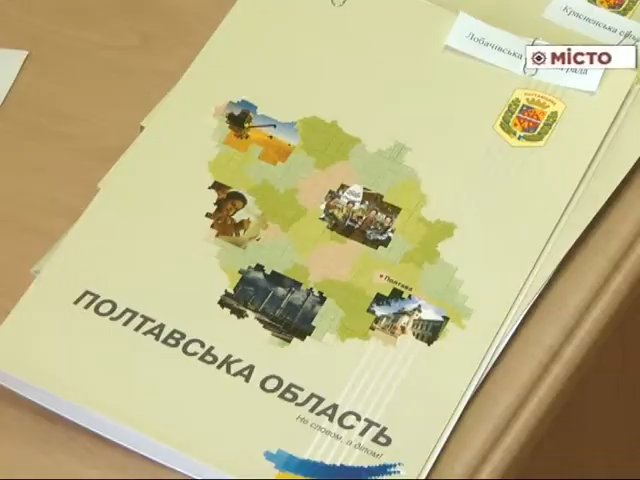 Красненська
Лобачівська
рада
МІСТО
Полтава
ПОЛТАВСЬКА ОБЛАСТЬ
Не словом, а ділом!